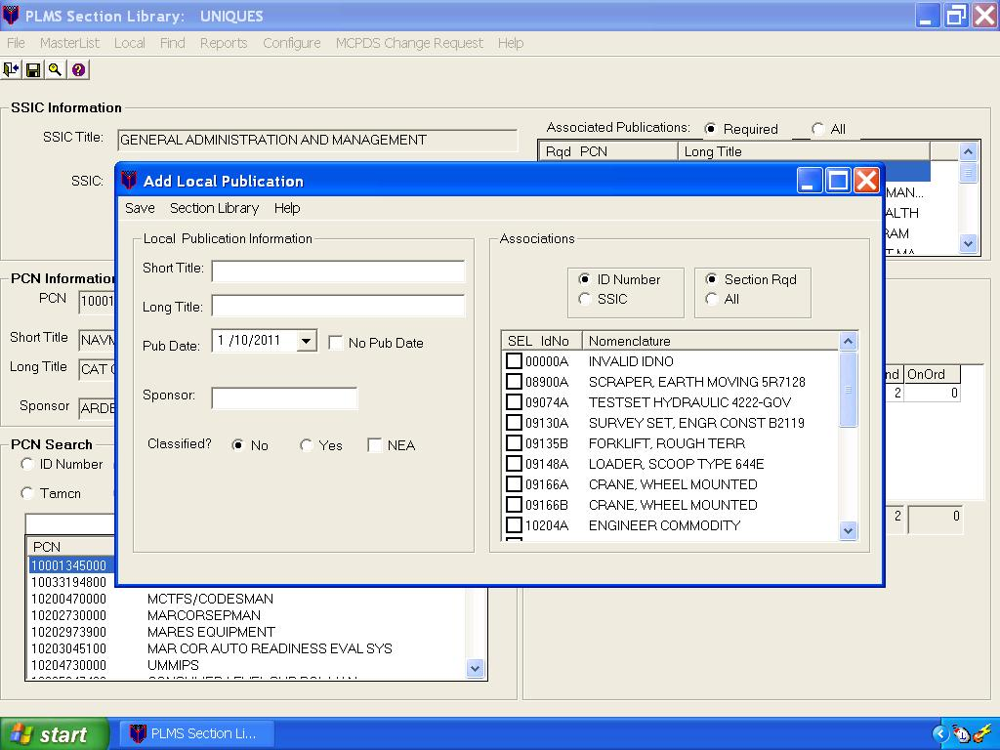 PLMS Section Library: UNIQUES
File MasterList Local Find Reports Configure MCPDS Change Request Help
SSIC Information
SSIC Title: GENERAL ADMINISTRATION AND MANAGEMENT
Associated Publications: Required All
Rqd PCN Long Title
SSIC:
MAN...
ALTH
RAM
Add Local Publication
Save Section Library Help
Local Publication Information
Short Title:
Long Title:
Pub Date: 1 /10/2011 No Pub Date
Sponsor:
Classified? No Yes NEA
Associations
ID Number
SSIC
Section Rqd
All
SEL IdNo Nomenclature
00000A INVALID IDNO
08900A SCRAPER, EARTH MOVING 5R7128
09074A TESTSET HYDRAULIC 4222-GOV
09130A SURVEY SET, ENGR CONST B2119
09135B FORKLIFT, ROUGH TERR
09148A LOADER, SCOOP TYPE 644E
09166A CRANE, WHEEL MOUNTED
09166B CRANE, WHEEL MOUNTED
10204A ENGINEER COMMODITY
PCN Information
PCN 10001
Short Title NAVM
Long Title CAT
Sponsor ARDE
nd OnOrd
2 0
2 0
PCN Search
ID Number
Tamcn
PCN
10001345000
10033194800
10200470000 MCTFS/CODESMAN
10202730000 MARCORSEPMAN
10202973900 MARES EQUIPMENT
10203045100 MAR COR AUTO READINESS EVAL SYS
10204730000 UMMIPS
start PLMS Section Li...